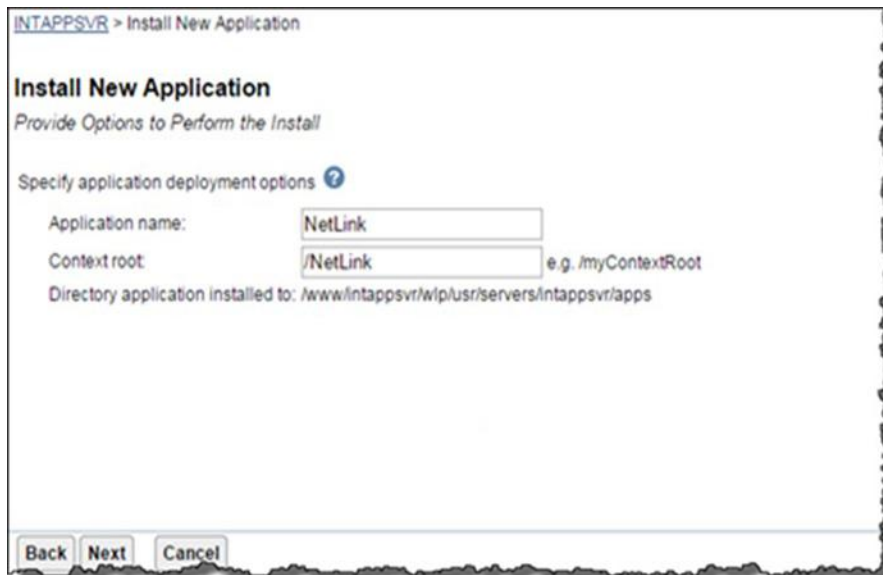 INTAPPSVR > Install New Application
Install New Application
Provide Options to Perform the Install
Specify application deployment options ?
Application name: NetLink
Context root: /NetLink e.g. /myContextRoot
Directory application installed to: /www/intappsvr/wlp/usr/servers/intappsvr/apps
Back Next Cancel